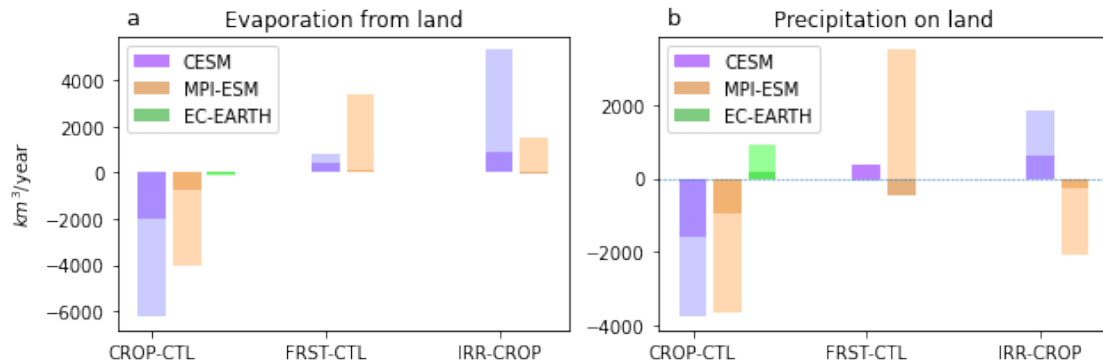 a Evaporation from land
CESM
MPI-ESM
EC-EARTH
km³/year
4000
2000
0
−2000
−4000
−6000
CROP-CTL FRST-CTL IRR-CROP
b Precipitation on land
CESM
MPI-ESM
EC-EARTH
2000
0
−2000
−4000
CROP-CTL FRST-CTL IRR-CROP